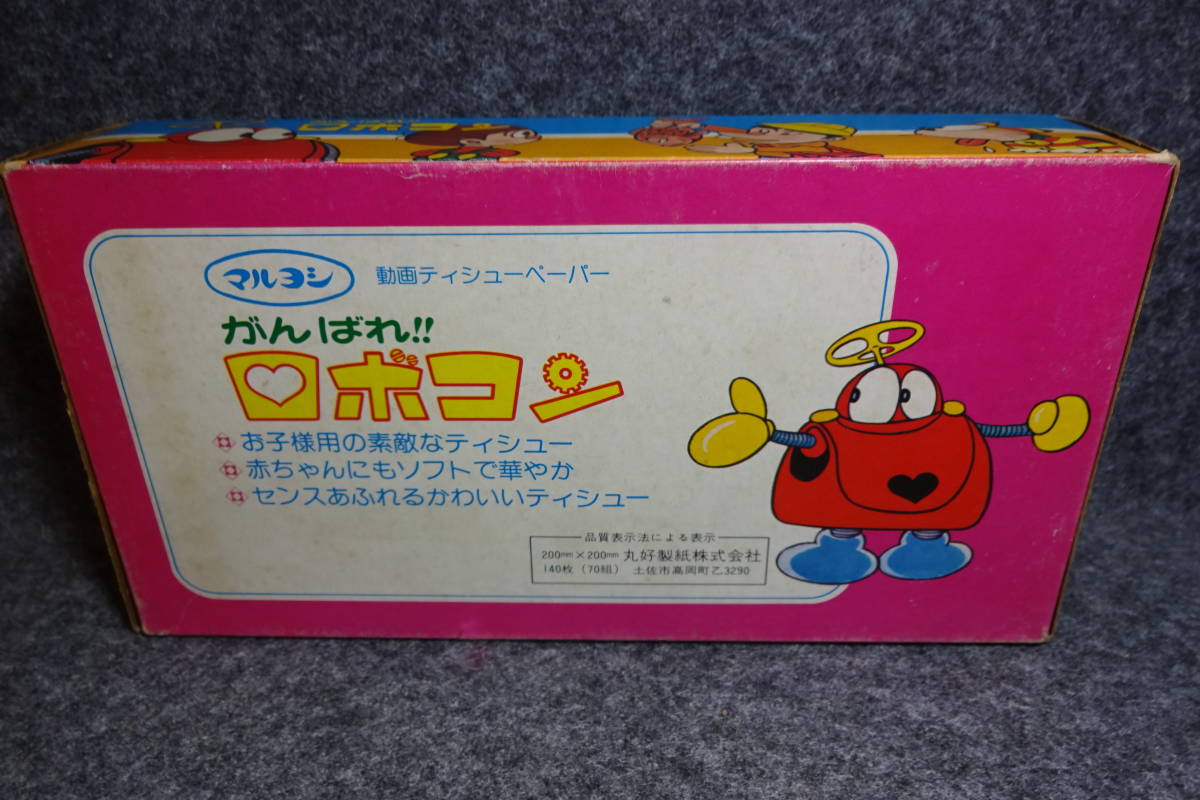 ロボコン
マルヨシ 動画ティシューペーパー
がんばれ!!
ロボコン
お子様用の素敵なティシュー
赤ちゃんにもソフトで華やか
センスあふれるかわいいティシュー
品質表示法による表示
200mm×200mm 丸好製紙株式会社
140枚(70組) 土佐市高岡町乙3290